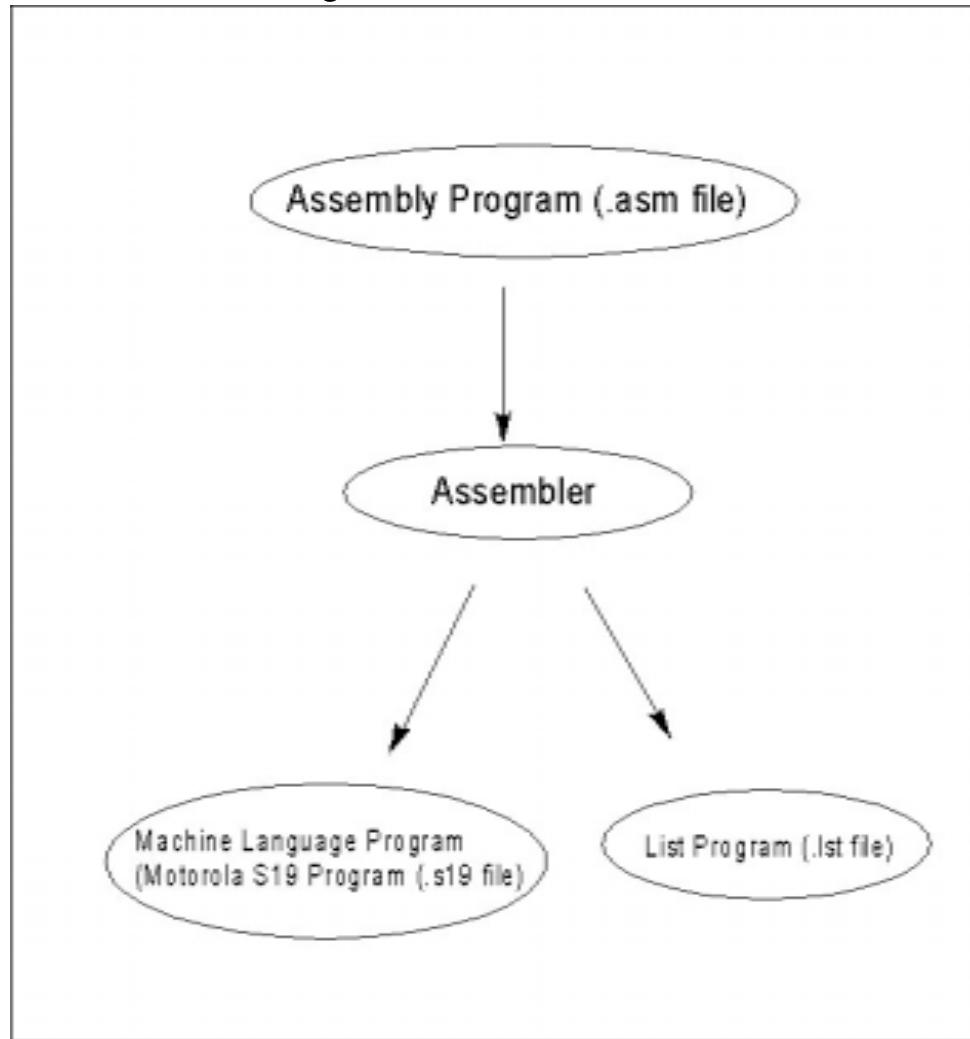 Assembly Program (.asm file)
Assembler
Machine Language Program
(Motorola S19 Program (.s19 file)
List Program (.lst file)